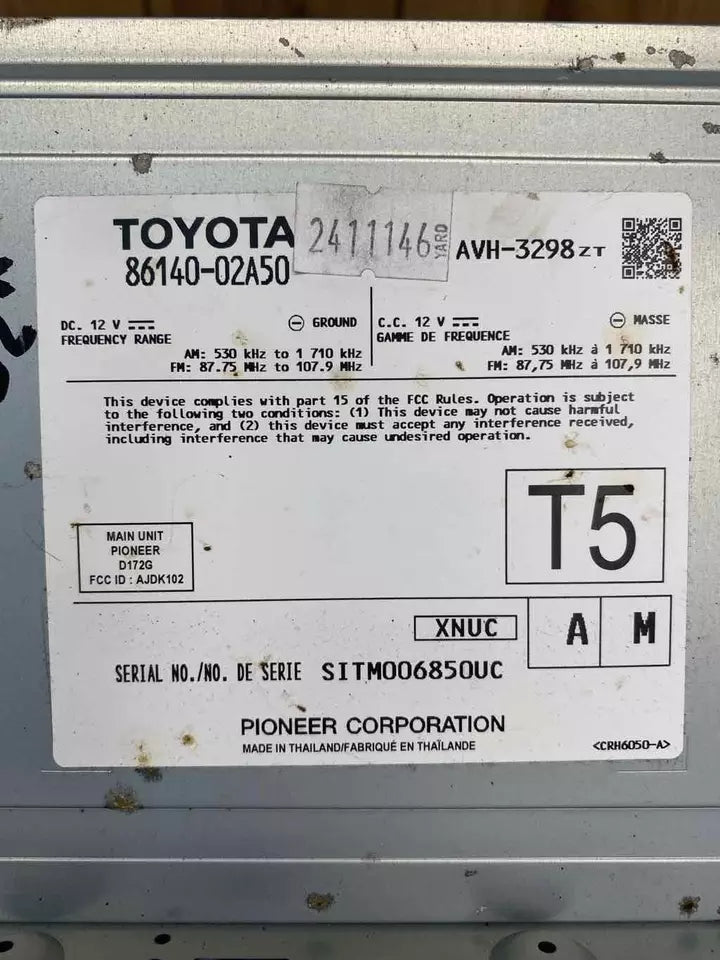 TOYOTA
86140-02A50
2411146
YARD
AVH-3298ZT
DC. 12 V ⊖ GROUND
FREQUENCY RANGE
AM: 530 kHz to 1 710 kHz
FM: 87.75 MHz to 107.9 MHz
C.C. 12 V ⊖ MASSE
GAMME DE FREQUENCE
AM: 530 kHz à 1 710 kHz
FM: 87,75 MHz à 107,9 MHz
This device complies with part 15 of the FCC Rules. Operation is subject
to the following two conditions: (1) This device may not cause harmful
interference, and (2) this device must accept any interference received,
including interference that may cause undesired operation.
T5
MAIN UNIT
PIONEER
D172G
FCC ID : AJDK102
XNUC
A M
SERIAL NO./NO. DE SERIE SITM006850UC
PIONEER CORPORATION
MADE IN THAILAND/FABRIQUÉ EN THAÏLANDE
<CRH6050-A>